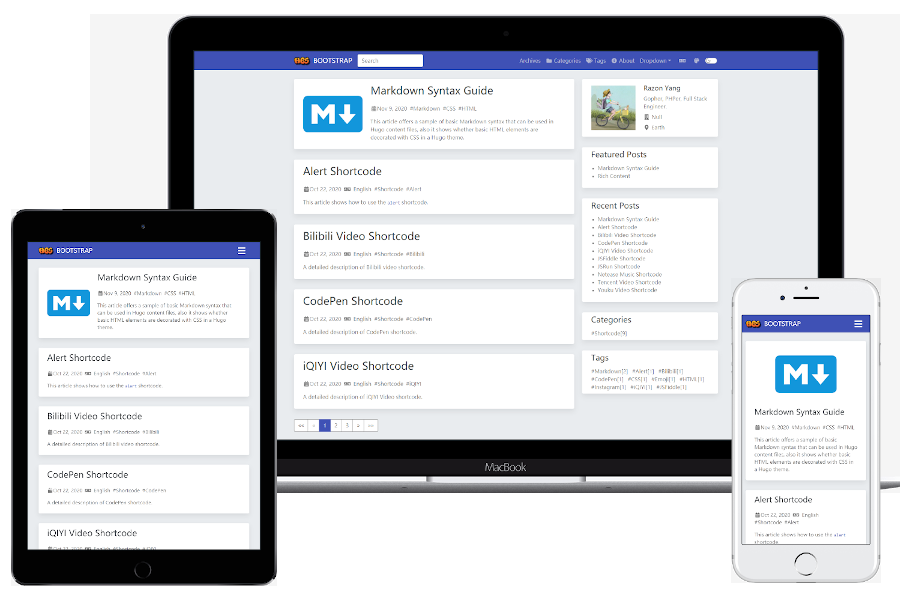 HBS BOOTSTRAP Search Archives Categories Tags About Dropdown
Markdown Syntax Guide
Nov 9, 2020 #Markdown #CSS #HTML
This article offers a sample of basic Markdown syntax that can be used in
Hugo content files, also it shows whether basic HTML elements are
decorated with CSS in a Hugo theme.
Alert Shortcode
Oct 22, 2020 English #Shortcode #Alert
This article shows how to use the alert shortcode.
Bilibili Video Shortcode
Oct 22, 2020 English #Shortcode #Bilibili
A detailed description of Bilibili video shortcode.
CodePen Shortcode
Oct 22, 2020 English #Shortcode #CodePen
A detailed description of CodePen shortcode.
iQIYI Video Shortcode
Oct 22, 2020 English #Shortcode #iQIYI
A detailed description of iQIYI Video Shortcode.
<< < 1 2 3 > >>
Razon Yang
Gopher, PHPer, Full Stack
Engineer
Null
Earth
Featured Posts
Markdown Syntax Guide
Rich Content
Recent Posts
Markdown Syntax Guide
Alert Shortcode
Bilibili Video Shortcode
CodePen Shortcode
iQIYI Video Shortcode
JSFiddle Shortcode
JSRun Shortcode
Netease Music Shortcode
Tencent Video Shortcode
Youku Video Shortcode
Categories
#Shortcode[9]
Tags
#Markdown[5] #Alert[1] #Bilibili[1]
#CodePen[1] #CSS[1] #Emoji[1] #HTML[1]
#Instagram[1] #iQIYI[1] #JSFiddle[1]
MacBook
HBS BOOTSTRAP
Markdown Syntax Guide
Nov 9, 2020 #Markdown #CSS #HTML
This article offers a sample of basic Markdown syntax that
can be used in Hugo content files, also it shows whether
basic HTML elements are decorated with CSS in a Hugo
theme.
Alert Shortcode
Oct 22, 2020 English #Shortcode #Alert
This article shows how to use the alert shortcode.
Bilibili Video Shortcode
Oct 22, 2020 English #Shortcode #Bilibili
A detailed description of Bilibili video shortcode.
CodePen Shortcode
Oct 22, 2020 English #Shortcode #CodePen
A detailed description of CodePen shortcode.
iQIYI Video Shortcode
Oct 22, 2020 English #Shortcode #iQIYI
HBS BOOTSTRAP
Markdown Syntax Guide
Nov 9, 2020 #Markdown #CSS #HTML
This article offers a sample of basic
Markdown syntax that can be used in Hugo
content files, also it shows whether basic
HTML elements are decorated with CSS in
a Hugo theme.
Alert Shortcode
Oct 22, 2020 English
#Shortcode #Alert
This article shows how to use the alert
shortcode.